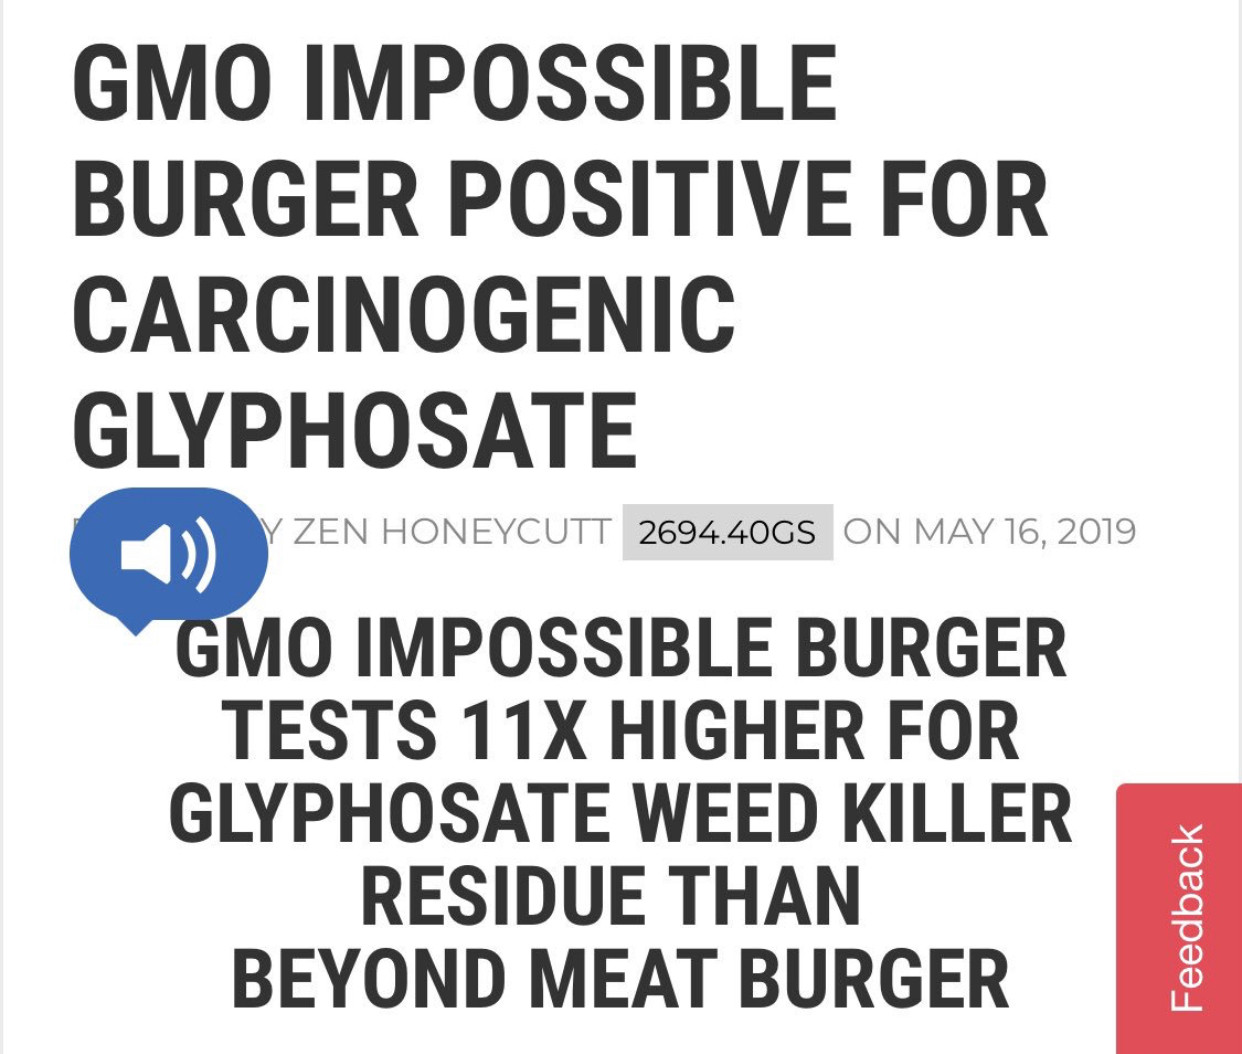 GMO IMPOSSIBLE
BURGER POSITIVE FOR
CARCINOGENIC
GLYPHOSATE
ZEN HONEYCUTT 2694.40GS ON MAY 16, 2019
GMO IMPOSSIBLE BURGER
TESTS 11X HIGHER FOR
GLYPHOSATE WEED KILLER
RESIDUE THAN
BEYOND MEAT BURGER
Feedback